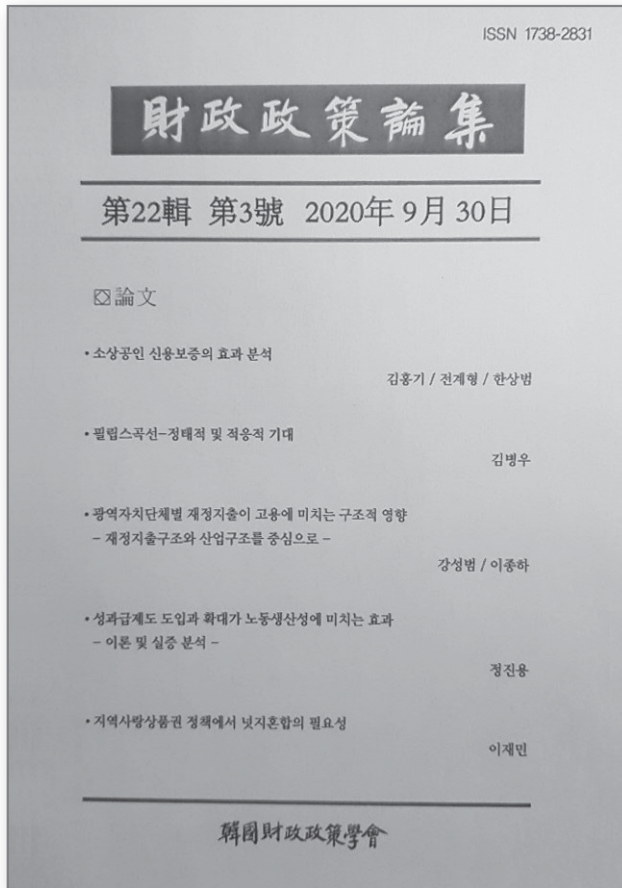 ISSN 1738-2831
財政政策論集
第22輯 第3號 2020年 9月 30日
論文
• 소상공인 신용보증의 효과 분석
김홍기 / 전계형 / 한상범
• 필립스곡선-정태적 및 적응적 기대
김병우
• 광역자치단체별 재정지출이 고용에 미치는 구조적 영향
- 재정지출구조와 산업구조를 중심으로 -
강성범 / 이종하
• 성과급제도 도입과 확대가 노동생산성에 미치는 효과
- 이론 및 실증 분석 -
정진용
• 지역사랑상품권 정책에서 넛지혼합의 필요성
이재민
韓國財政政策學會